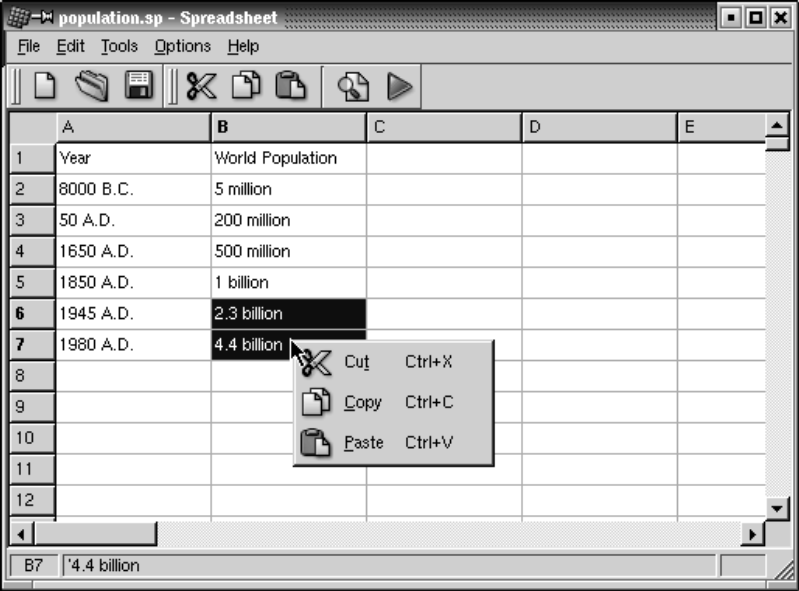 population.sp - Spreadsheet
File Edit Tools Options Help
A B C D E
1 Year World Population
2 8000 B.C. 5 million
3 50 A.D. 200 million
4 1650 A.D. 500 million
5 1850 A.D. 1 billion
6 1945 A.D. 2.3 billion
7 1980 A.D. 4.4 billion
Cut Ctrl+X
8
Copy Ctrl+C
9
Paste Ctrl+V
10
11
12
B7 '4.4 billion